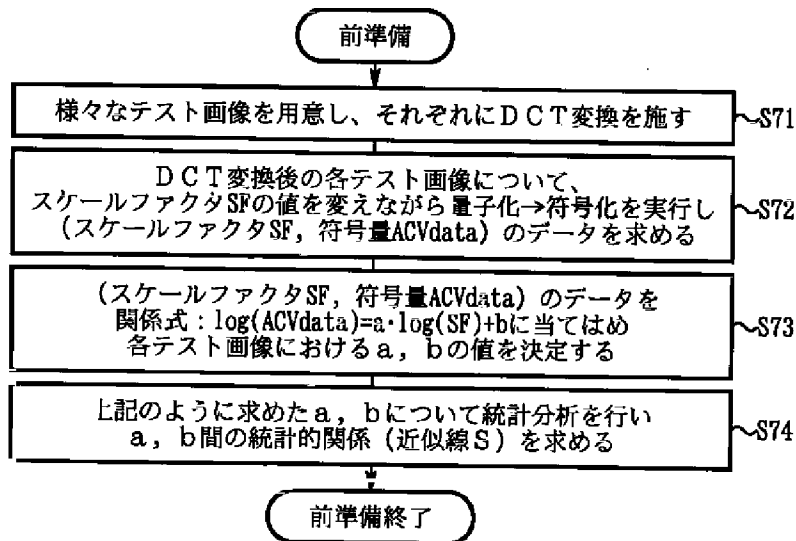 前準備
様々なテスト画像を用意し、それぞれにDCT変換を施す
S71
DCT変換後の各テスト画像について、
スケールファクタSFの値を変えながら量子化→符号化を実行し
(スケールファクタSF, 符号量ACVdata)のデータを求める
S72
(スケールファクタSF, 符号量ACVdata)のデータを
関係式：log(ACVdata)=a·log(SF)+bに当てはめ
各テスト画像におけるa, bの値を決定する
S73
上記のように求めたa, bについて統計分析を行い
a, b間の統計的関係(近似線S)を求める
S74
前準備終了